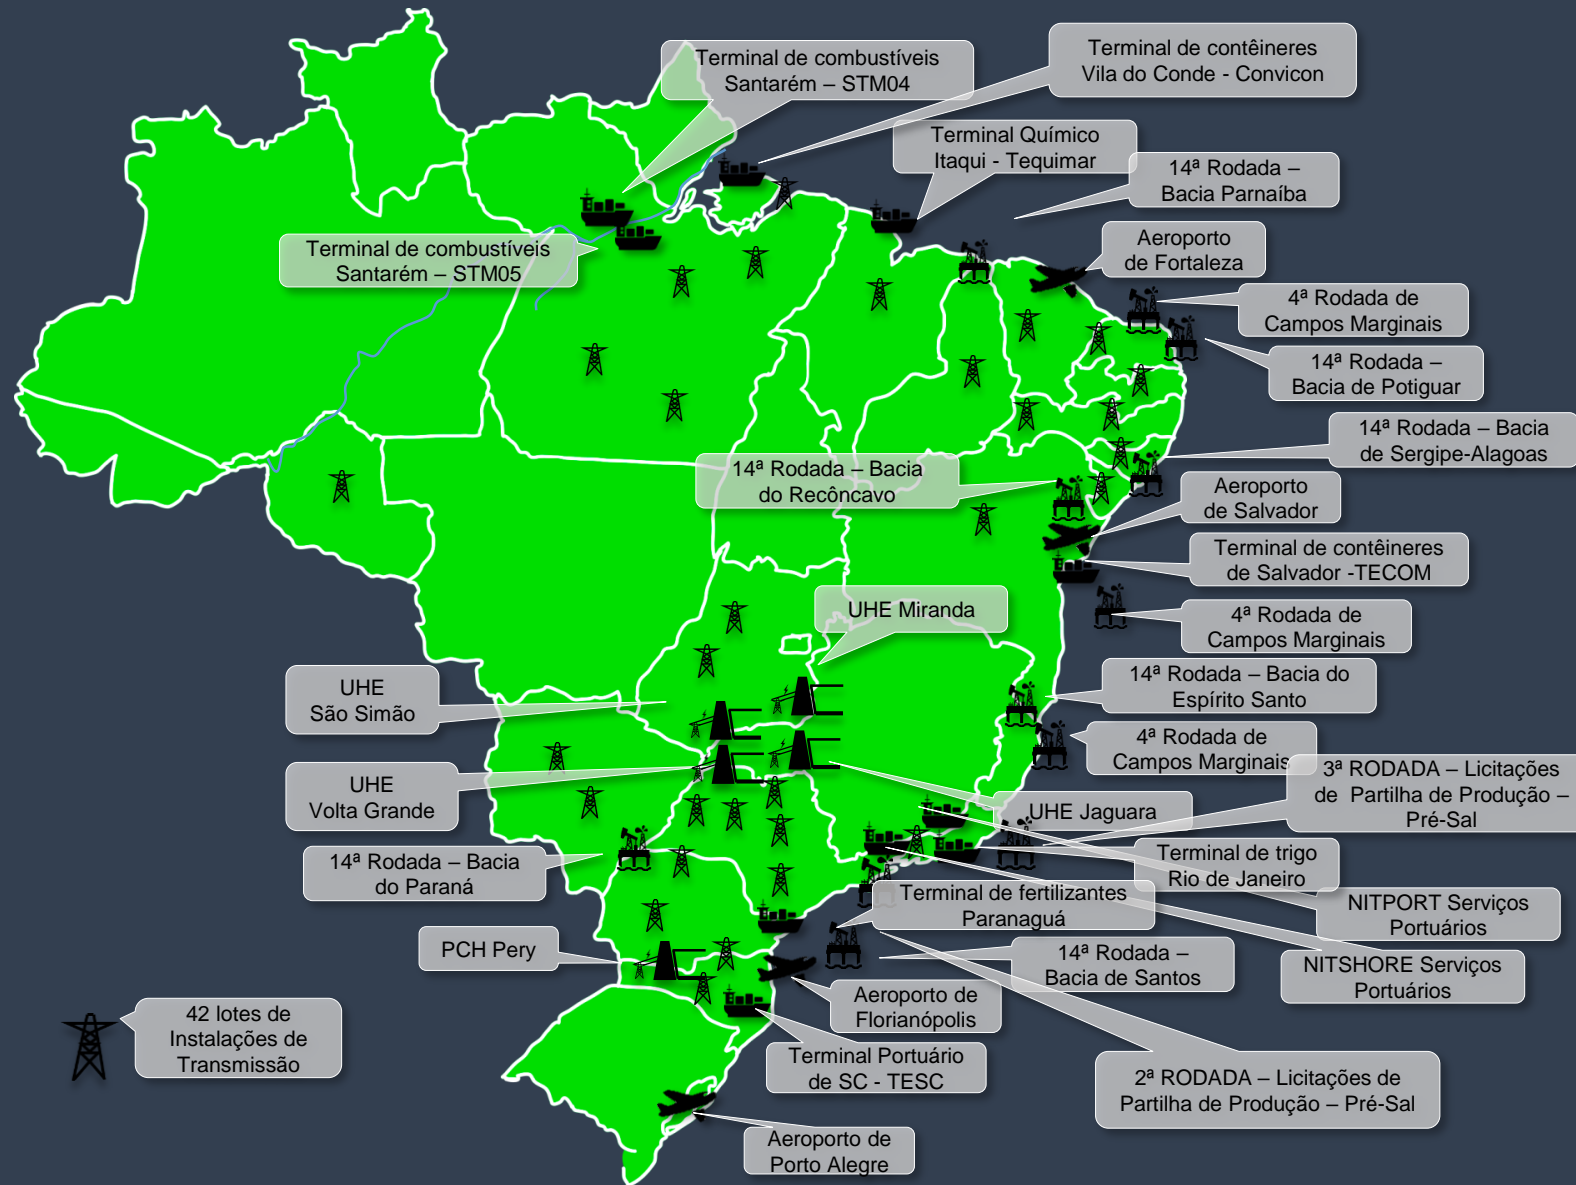 Terminal de combustíveis
Santarém – STM04
Terminal de contêineres
Vila do Conde - Convicon
Terminal Químico
Itaqui - Tequimar
14ª Rodada –
Bacia Parnaíba
Terminal de combustíveis
Santarém – STM05
Aeroporto
de Fortaleza
4ª Rodada de
Campos Marginais
14ª Rodada –
Bacia de Potiguar
14ª Rodada – Bacia
de Sergipe-Alagoas
14ª Rodada – Bacia
do Recôncavo
Aeroporto
de Salvador
Terminal de contêineres
de Salvador -TECOM
UHE Miranda
4ª Rodada de
Campos Marginais
UHE
São Simão
14ª Rodada – Bacia do
Espírito Santo
4ª Rodada de
Campos Marginais
UHE
Volta Grande
3ª RODADA – Licitações
de Partilha de Produção –
Pré-Sal
UHE Jaguara
14ª Rodada – Bacia
do Paraná
Terminal de trigo
Rio de Janeiro
Terminal de fertilizantes
Paranaguá
NITPORT Serviços
Portuários
PCH Pery
14ª Rodada –
Bacia de Santos
NITSHORE Serviços
Portuários
Aeroporto de
Florianópolis
42 lotes de
Instalações de
Transmissão
Terminal Portuário
de SC - TESC
2ª RODADA – Licitações de
Partilha de Produção – Pré-Sal
Aeroporto de
Porto Alegre